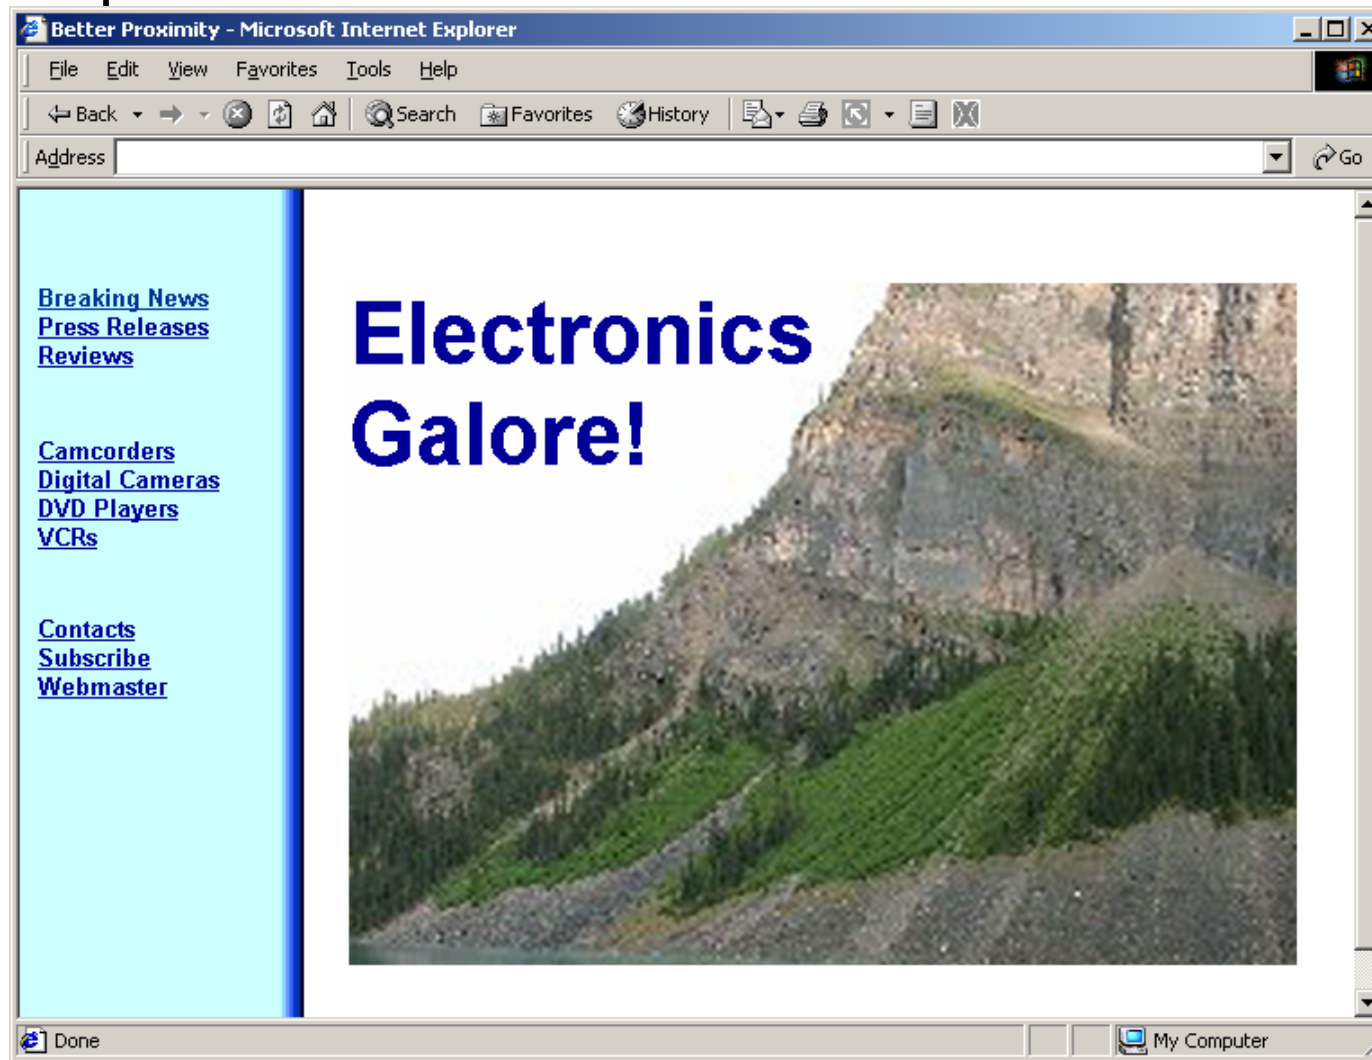 Better Proximity - Microsoft Internet Explorer
File Edit View Favorites Tools Help
Back Search Favorites History
Address Go
Breaking News
Press Releases
Reviews
Camcorders
Digital Cameras
DVD Players
VCRs
Contacts
Subscribe
Webmaster
Electronics
Galore!
Done My Computer